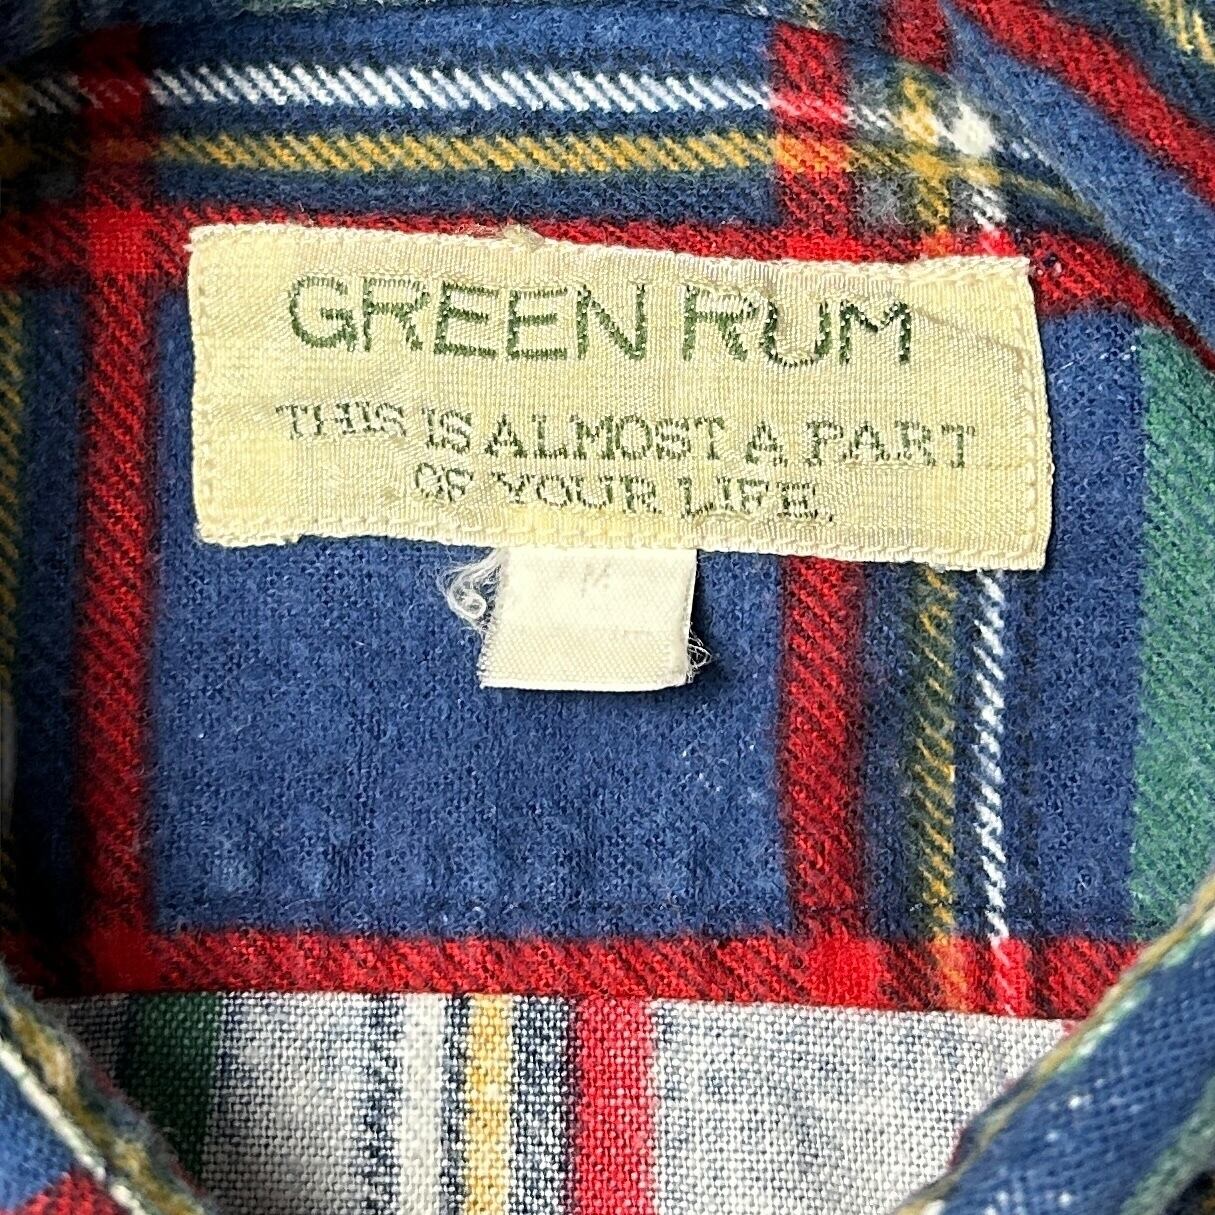 GREEN RUM
THIS IS ALMOST A PART
OF YOUR LIFE.
M